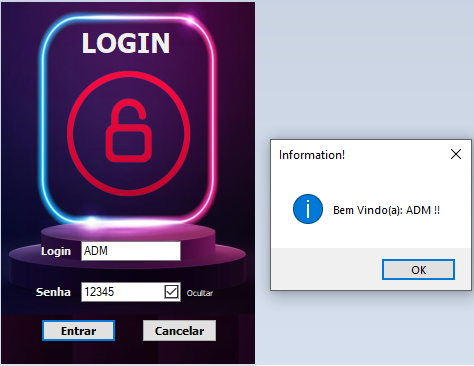 LOGIN
Login ADM
Senha 12345 Ocultar
Entrar Cancelar
Information!
Bem Vindo(a): ADM !!
OK